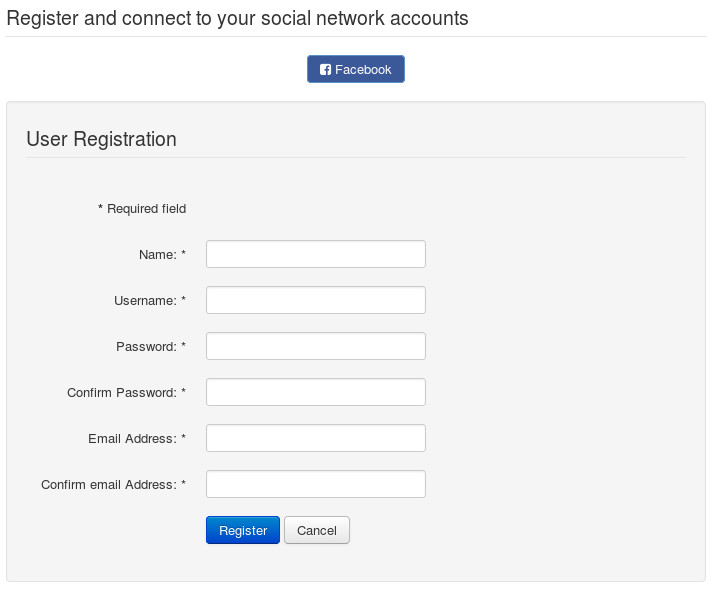 Register and connect to your social network accounts
Facebook
User Registration
* Required field
Name: *
Username: *
Password: *
Confirm Password: *
Email Address: *
Confirm email Address: *
Register Cancel